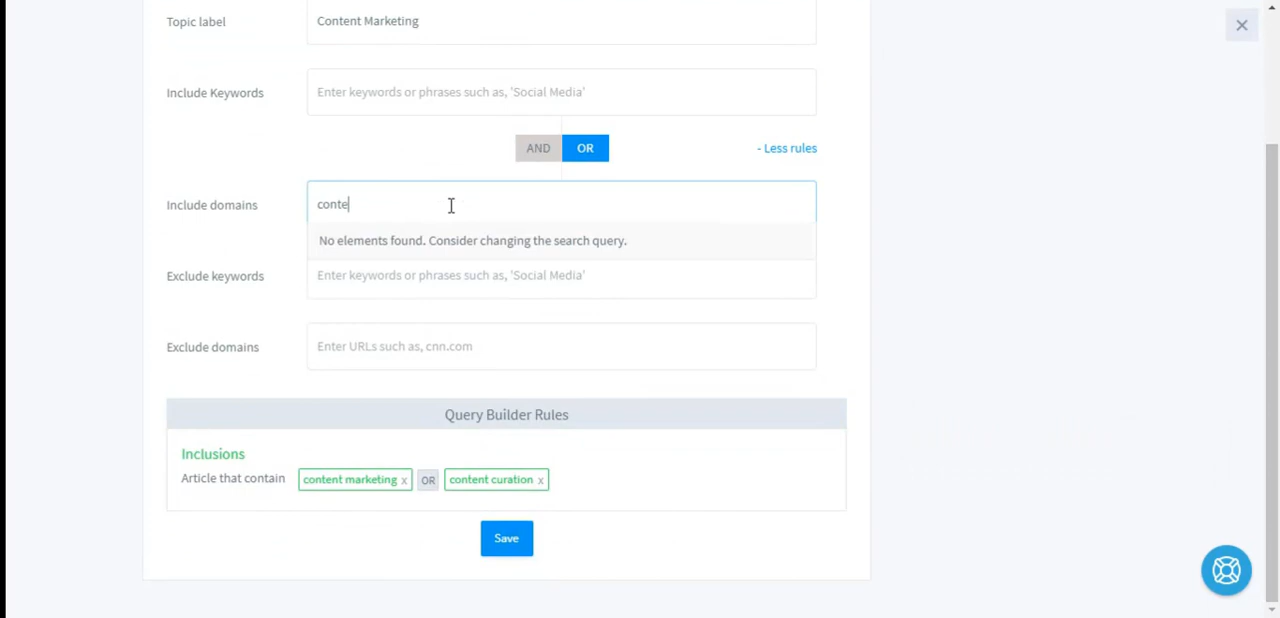 Topic label
Content Marketing
Include Keywords
Enter keywords or phrases such as, 'Social Media'
AND OR
- Less rules
Include domains
conte
No elements found. Consider changing the search query.
Exclude keywords
Enter keywords or phrases such as, 'Social Media'
Exclude domains
Enter URLs such as, cnn.com
Query Builder Rules
Inclusions
Article that contain content marketing x OR content curation x
Save